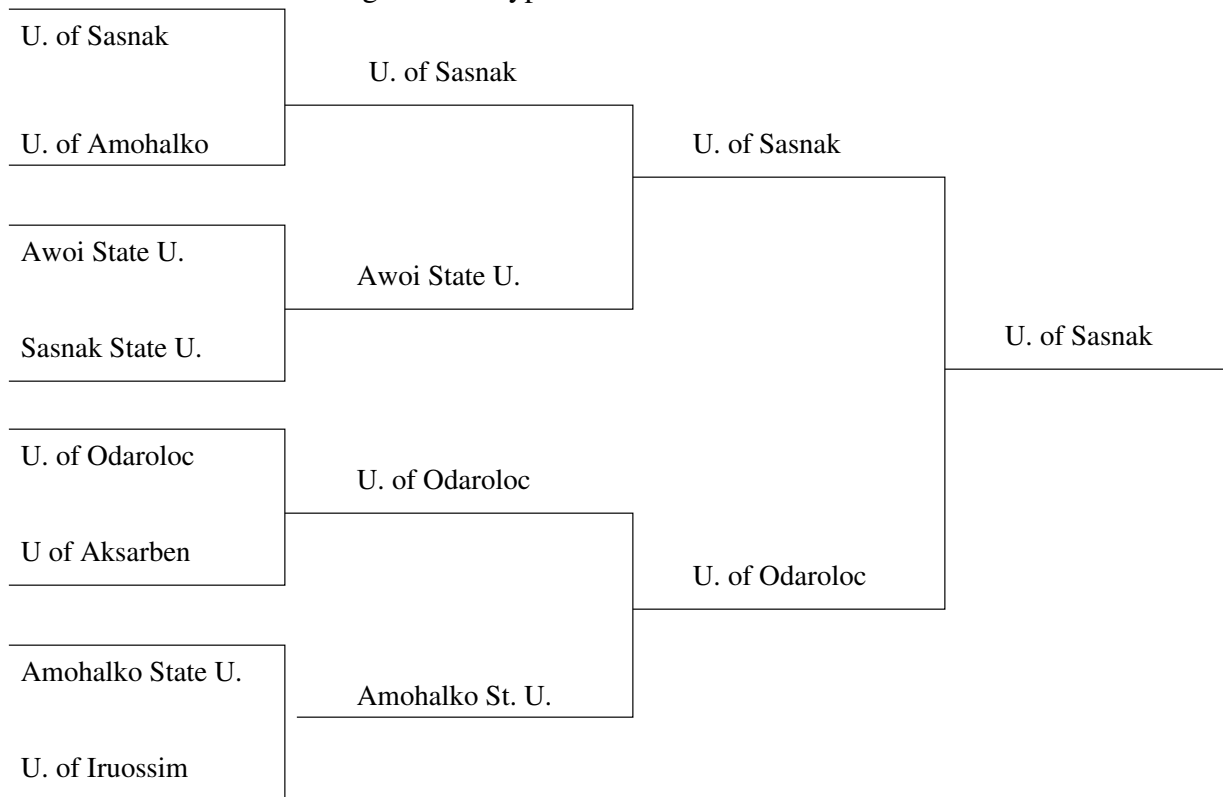 U. of Sasnak
U. of Sasnak
U. of Amohalko
U. of Sasnak
Awoi State U.
Awoi State U.
Sasnak State U.
U. of Sasnak
U. of Odaroloc
U. of Odaroloc
U of Aksarben
U. of Odaroloc
Amohalko State U.
Amohalko St. U.
U. of Iruossim